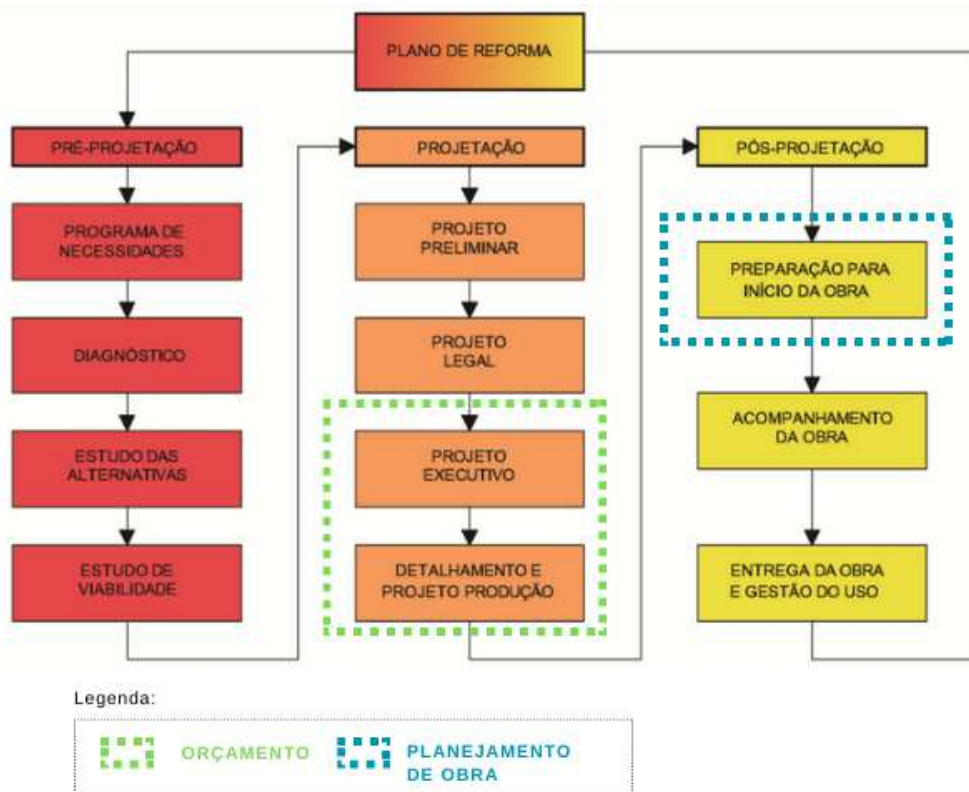 PLANO DE REFORMA
PRÉ-PROJETAÇÃO
PROGRAMA DE
NECESSIDADES
DIAGNÓSTICO
ESTUDO DAS
ALTERNATIVAS
ESTUDO DE
VIABILIDADE
PROJETAÇÃO
PROJETO
PRELIMINAR
PROJETO
LEGAL
PROJETO
EXECUTIVO
DETALHAMENTO E
PROJETO PRODUÇÃO
PÓS-PROJETAÇÃO
PREPARAÇÃO PARA
INÍCIO DA OBRA
ACOMPANHAMENTO
DA OBRA
ENTREGA DA OBRA
E GESTÃO DO USO
Legenda:
ORÇAMENTO
PLANEJAMENTO
DE OBRA